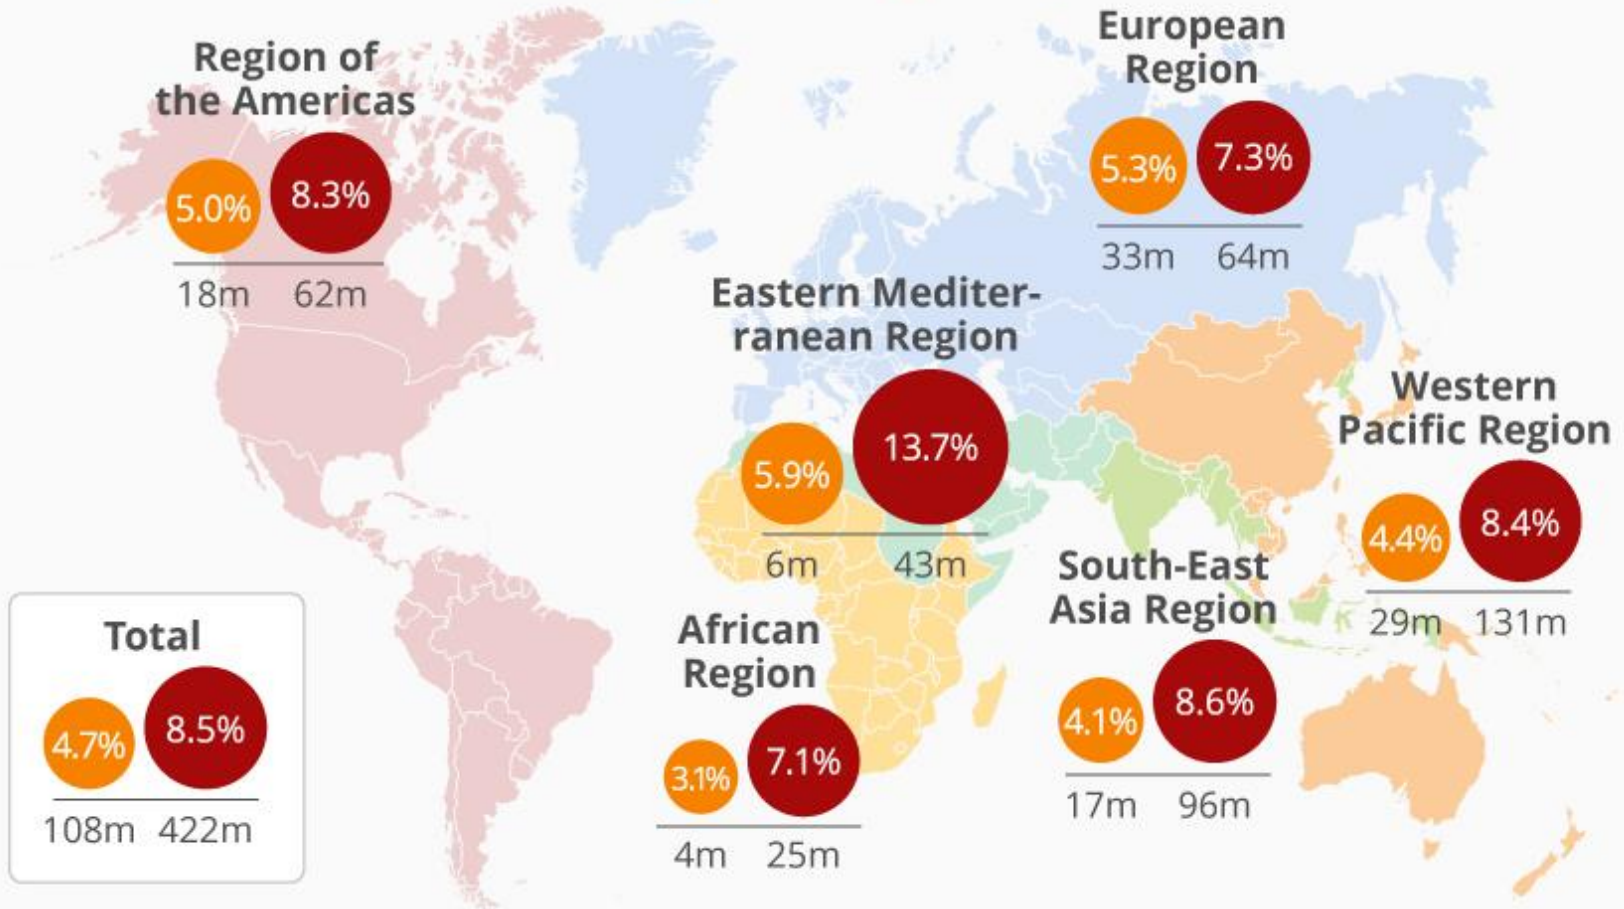 Region of
the Americas
5.0% 8.3%
18m 62m
European
Region
5.3% 7.3%
33m 64m
Eastern Mediter-
ranean Region
5.9% 13.7%
6m 43m
Western
Pacific Region
4.4% 8.4%
29m 131m
South-East
Asia Region
4.1% 8.6%
17m 96m
African
Region
3.1% 7.1%
4m 25m
Total
4.7% 8.5%
108m 422m